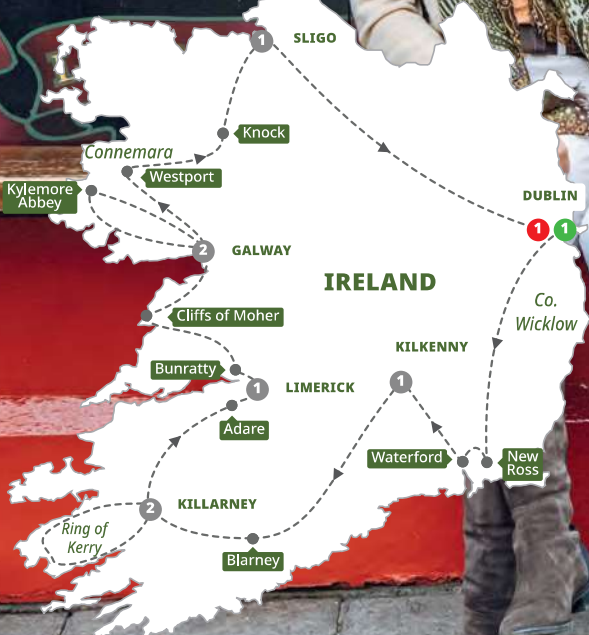 1
SLIGO
Knock
Connemara
Westport
Kylemore
Abbey
DUBLIN
1
1
2
GALWAY
IRELAND
Co.
Wicklow
Cliffs of Moher
KILKENNY
Bunratty
1
LIMERICK
1
Adare
Waterford
New
Ross
2
KILLARNEY
Ring of
Kerry
Blarney